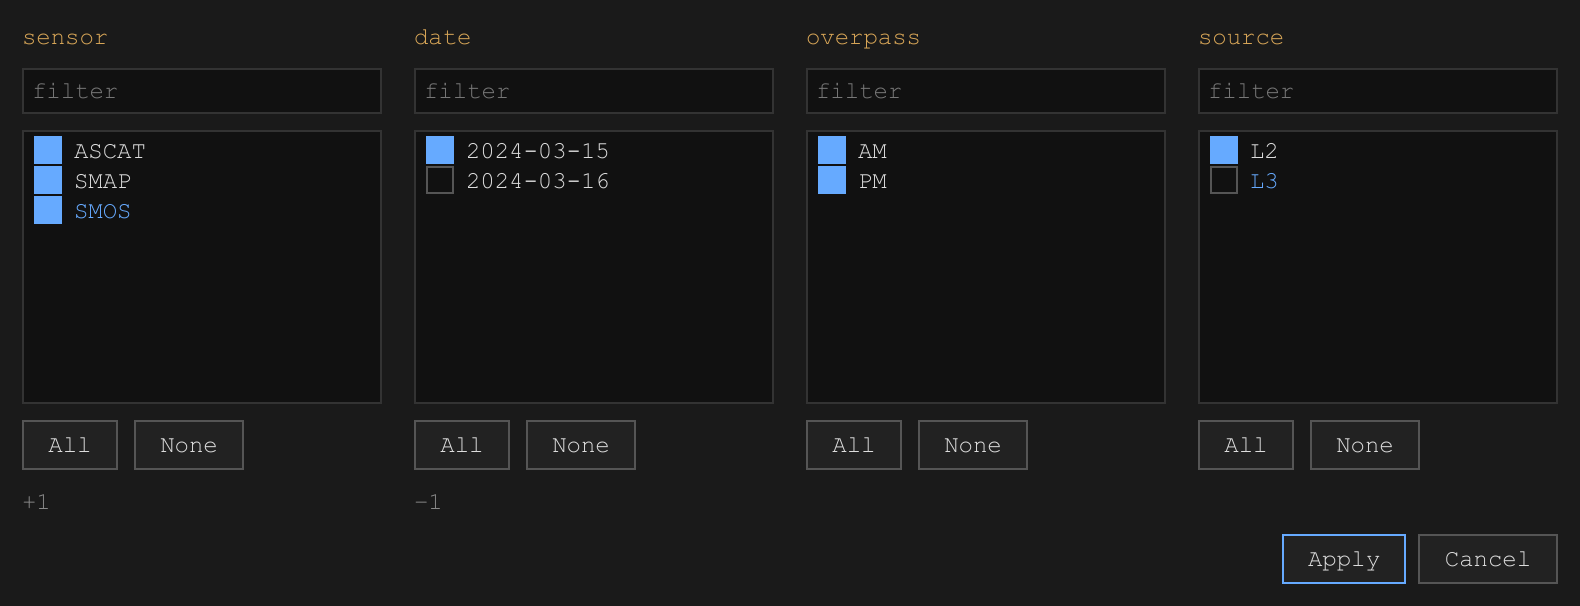 sensor
date
overpass
source
filter
filter
filter
filter
ASCAT
SMAP
SMOS
2024-03-15
2024-03-16
AM
PM
L2
L3
All
None
All
None
All
None
All
None
+1
-1
Apply
Cancel